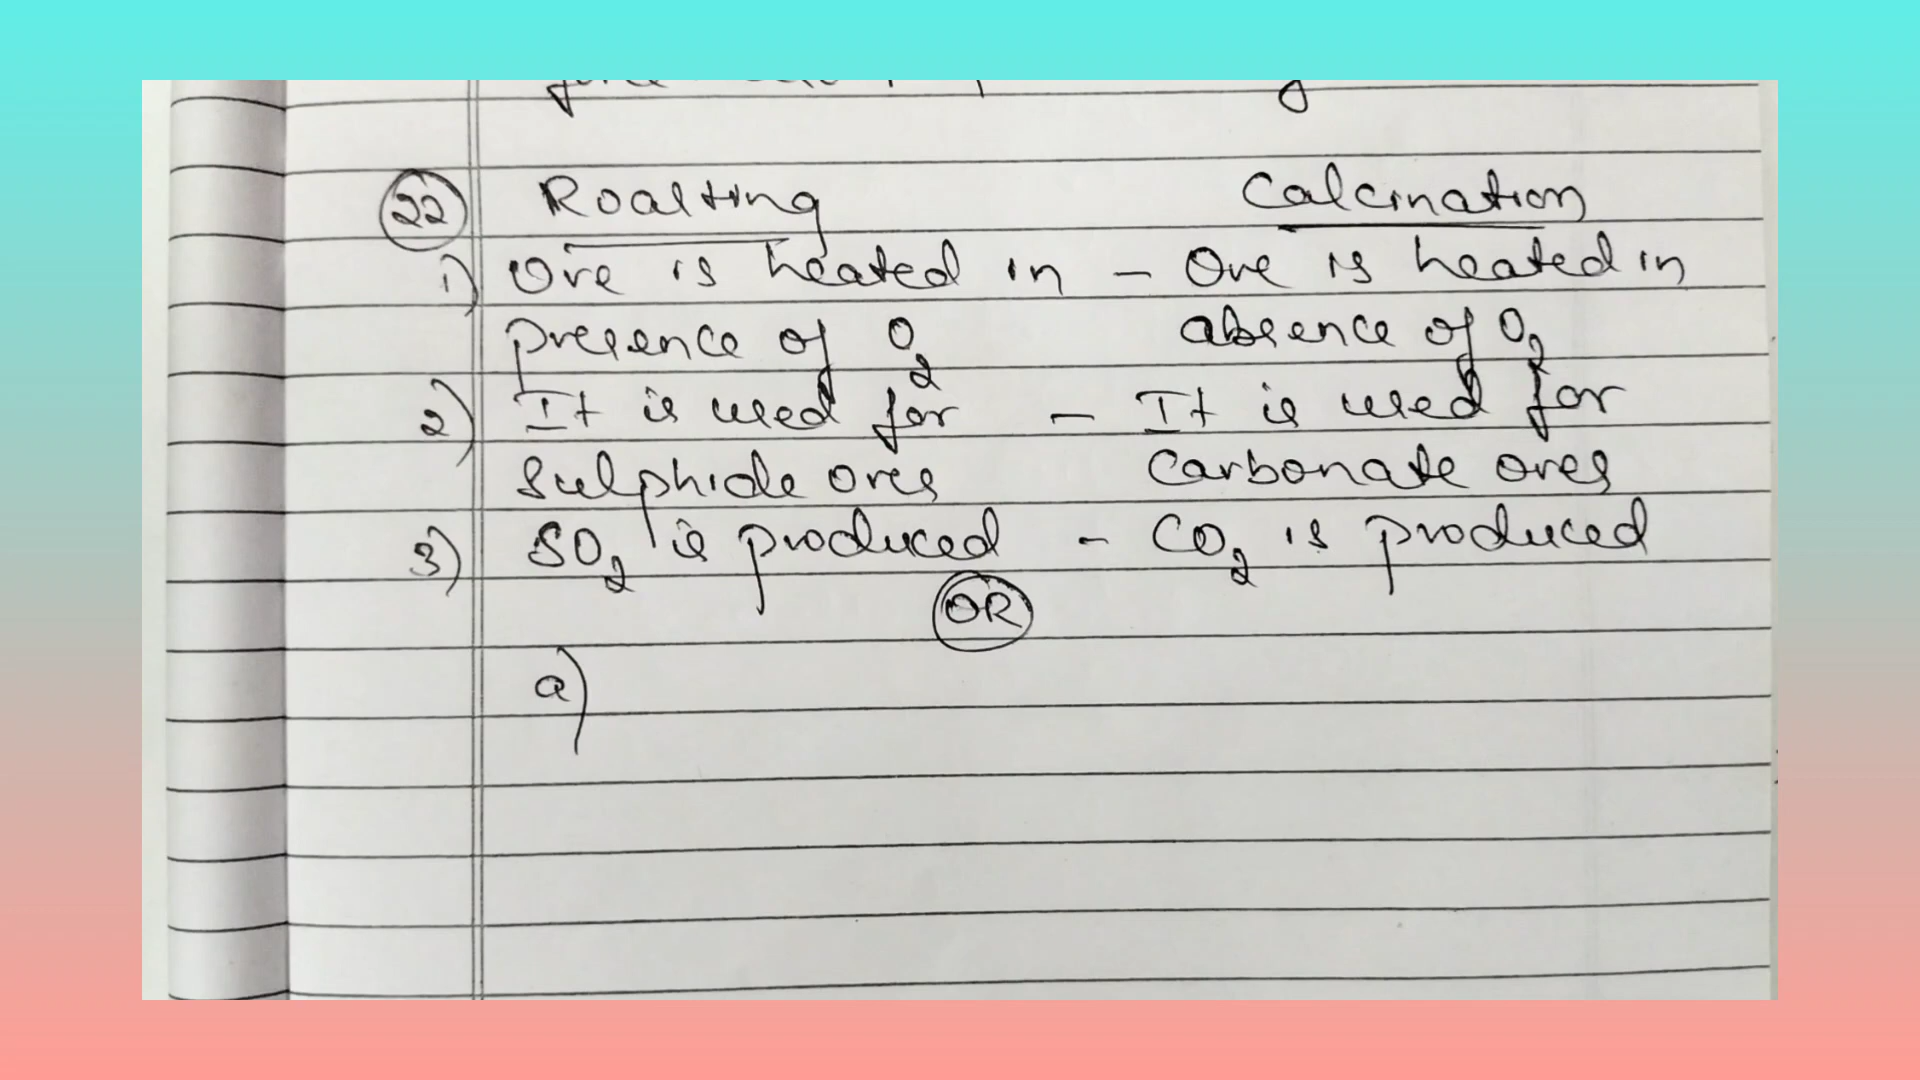 22 Roasting Calcination
1) Ore is heated in - Ore is heated in
presence of O₂ absence of O₂
2) It is used for - It is used for
sulphide ores Carbonate ores
3) SO₂ is produced - CO₂ is produced
OR
a)